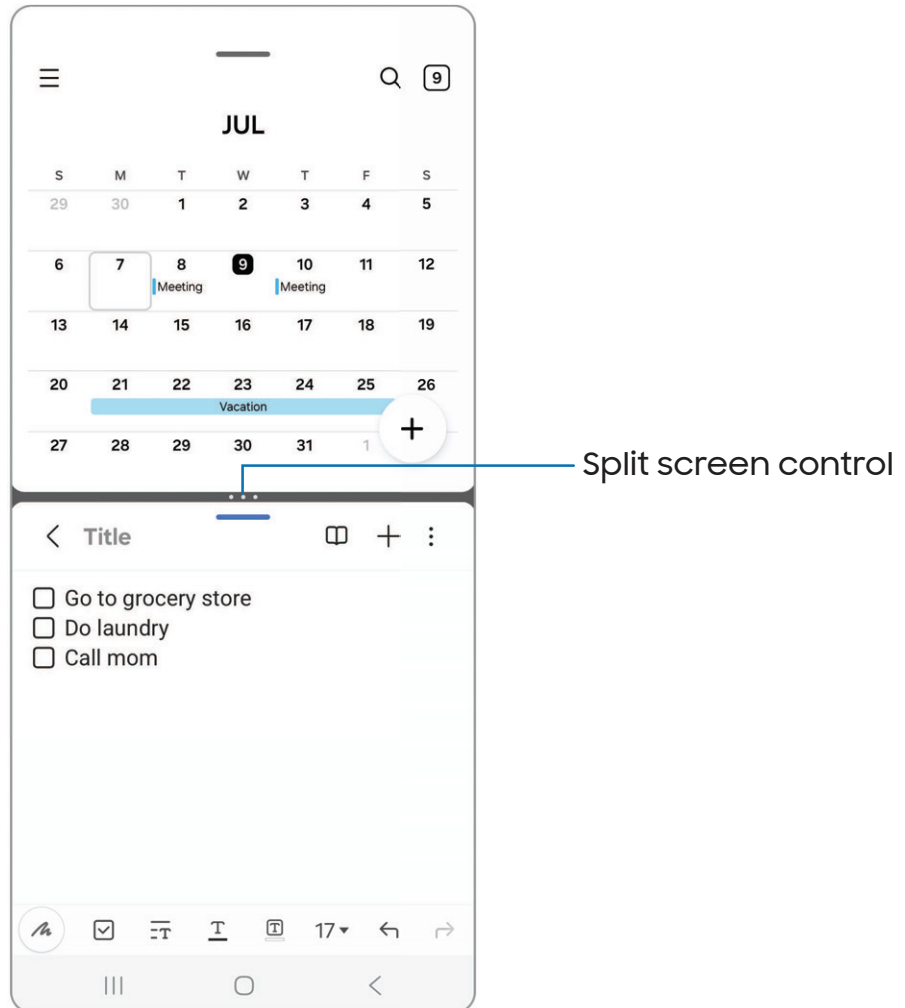 9
JUL
S M T W T F S
29 30 1 2 3 4 5
6 7 8 9 10 11 12
Meeting Meeting
13 14 15 16 17 18 19
20 21 22 23 24 25 26
Vacation
27 28 29 30 31 1
Split screen control
Title
Go to grocery store
Do laundry
Call mom
T T T 17